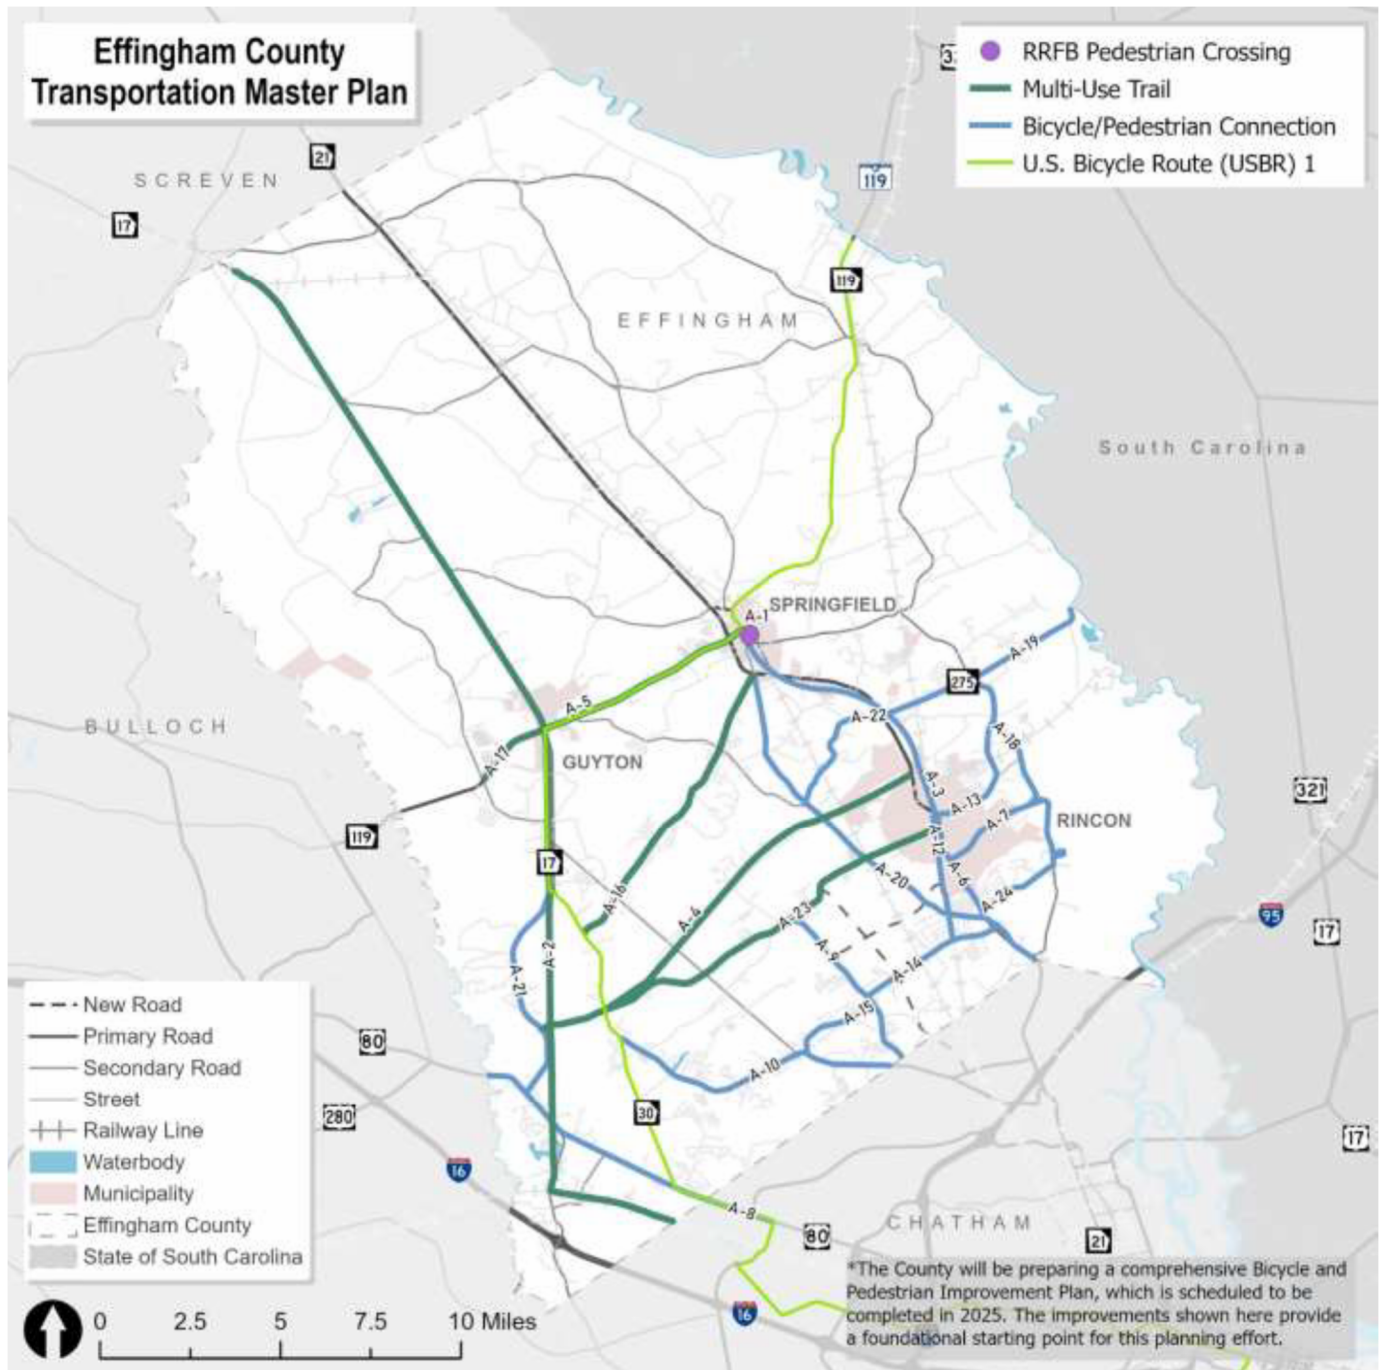 Effingham County
Transportation Master Plan
RRFB Pedestrian Crossing
Multi-Use Trail
Bicycle/Pedestrian Connection
U.S. Bicycle Route (USBR) 1
21
SCREVEN
17
119
119
EFFINGHAM
South Carolina
SPRINGFIELD
A-1
A-19
275
A-5
A-22
A-18
BULLOCH
A-17
GUYTON
A-3
A-13
A-7
RINCON
321
119
17
A-12
A-6
A-20
A-24
A-16
A-4
A-23
95
17
A-2
A-9
A-14
A-21
A-15
A-10
80
280
30
17
16
A-8
80
CHATHAM
21
16
New Road
Primary Road
Secondary Road
Street
Railway Line
Waterbody
Municipality
Effingham County
State of South Carolina
0 2.5 5 7.5 10 Miles
*The County will be preparing a comprehensive Bicycle and
Pedestrian Improvement Plan, which is scheduled to be
completed in 2025. The improvements shown here provide
a foundational starting point for this planning effort.